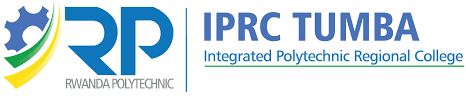 RP
RWANDA POLYTECHNIC
IPRC TUMBA
Integrated Polytechnic Regional College